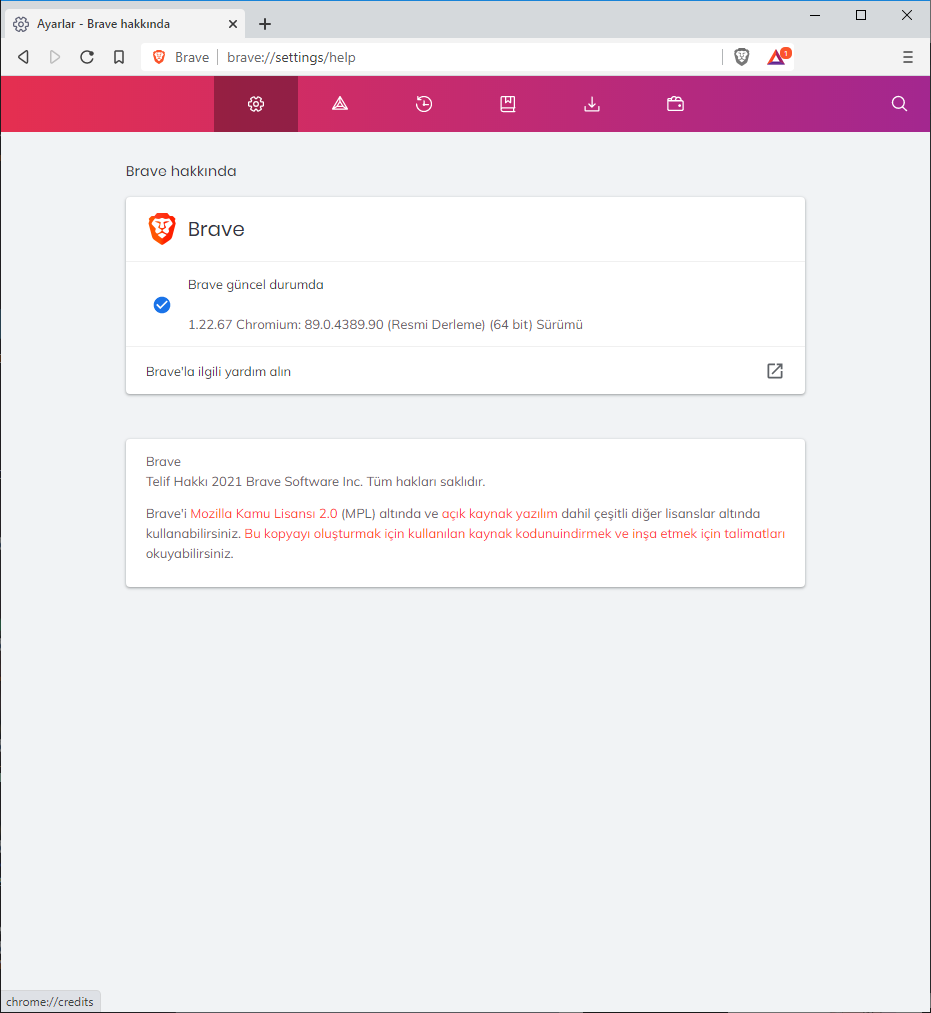 Ayarlar - Brave hakkında
Brave
brave://settings/help
1
Brave hakkında
Brave
Brave güncel durumda
1.22.67 Chromium: 89.0.4389.90 (Resmi Derleme) (64 bit) Sürümü
Brave'la ilgili yardım alın
Brave
Telif Hakkı 2021 Brave Software Inc. Tüm hakları saklıdır.
Brave'i Mozilla Kamu Lisansı 2.0 (MPL) altında ve açık kaynak yazılım dahil çeşitli diğer lisanslar altında
kullanabilirsiniz. Bu kopyayı oluşturmak için kullanılan kaynak kodunuindirmek ve inşa etmek için talimatları
okuyabilirsiniz.
chrome://credits